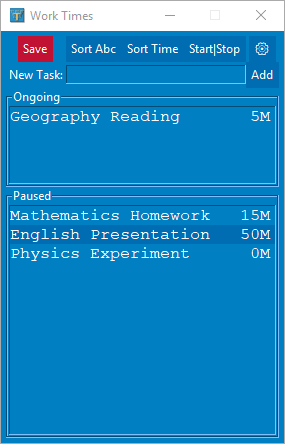 Work Times
Save Sort Abc Sort Time Start|Stop
New Task: Add
Ongoing
Geography Reading 5M
Paused
Mathematics Homework 15M
English Presentation 50M
Physics Experiment 0M